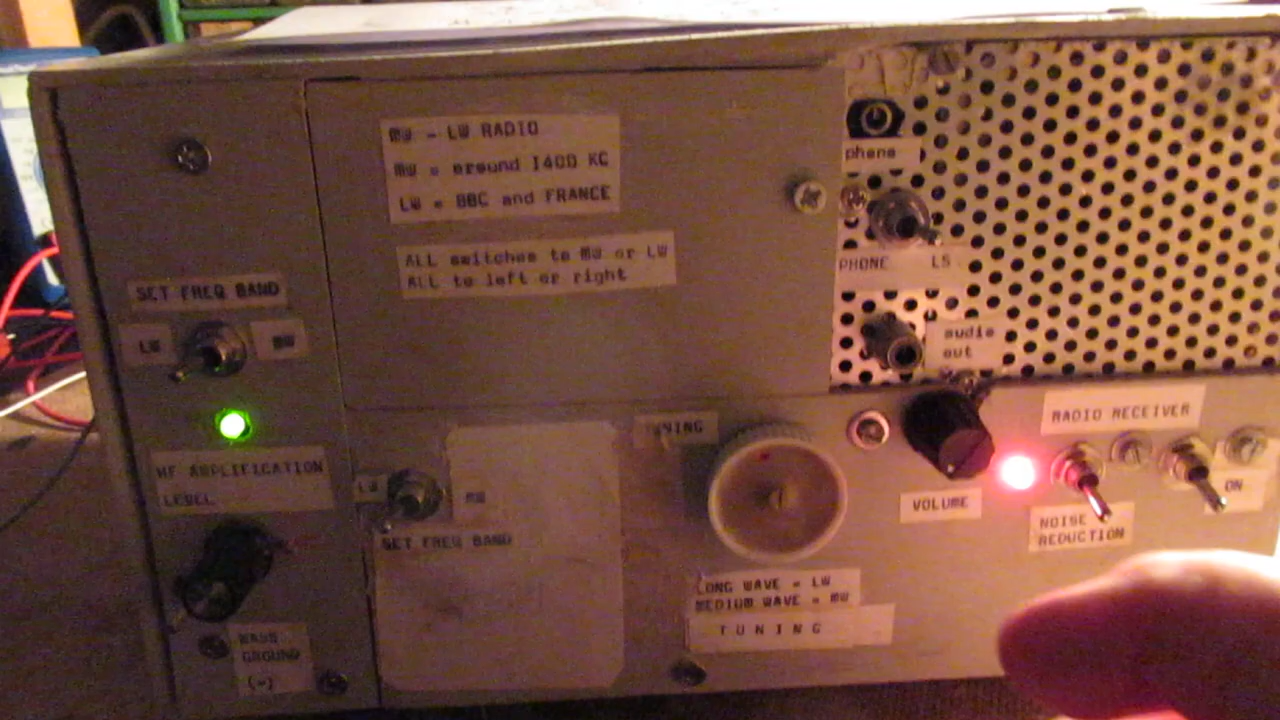 MW - LW RADIO
MW = around 1400 KC
LW = BBC and FRANCE
ALL switches to MW or LW
ALL to left or right
phone
PHONE LS
audio
out
SET FREQ BAND
LW MW
HF AMPLIFICATION
LEVEL
LW MW
SET FREQ BAND
TUNING
VOLUME
RADIO RECEIVER
ON
NOISE
REDUCTION
LONG WAVE = LW
MEDIUM WAVE = MW
TUNING
GROUND
(-)